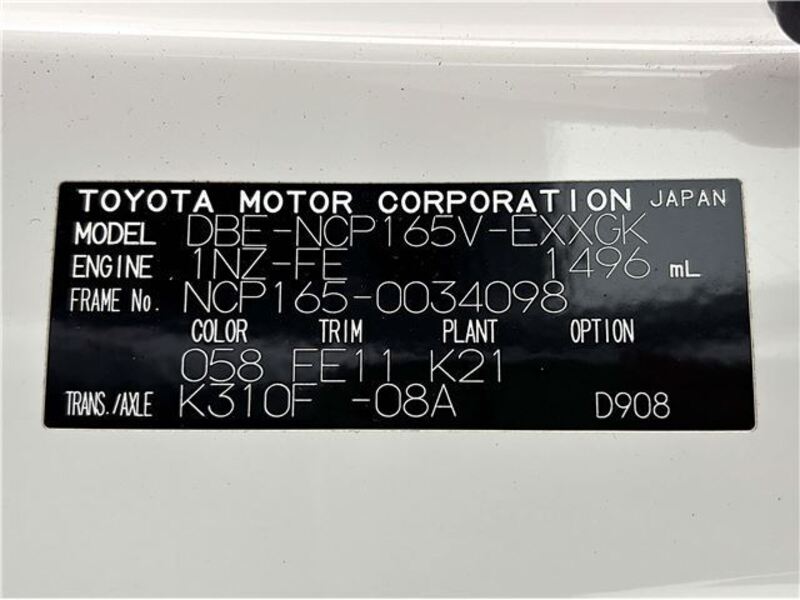 TOYOTA MOTOR CORPORATION JAPAN
MODEL DBE-NCP165V-EXXGK
ENGINE 1NZ-FE 1496 mL
FRAME No. NCP165-0034098
COLOR TRIM PLANT OPTION
058 FE11 K21
TRANS./AXLE K310F -08A D908